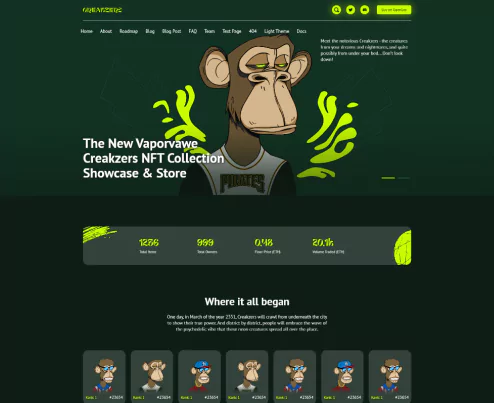 CREAKZERS
Home About Roadmap Blog Blog Post FAQ Team Test Page 404 Light Theme Docs
Meet the notorious Creakzers - the creatures
from your dreams and nightmares, and quite
possibly from under your bed... Don't look
down!
The New Vaporvawe
Creakzers NFT Collection
Showcase & Store
PIRATES
1236 999 0,48 20,1h
Total Items Total Owners Floor Price (ETH) Volume Traded (ETH)
Where it all began
One day, in March of the year 2351, Creakzers will crawl from underneath the city
to show their true power. And district by district, people will embrace the wave of
the psychedelic vibe that those neon creatures spread all over the place.
Rank: 1 #23654 Rank: 1 #23654 Rank: 1 #23654 Rank: 1 #23654 Rank: 1 #23654 Rank: 1 #23654 Rank: 1 #23654